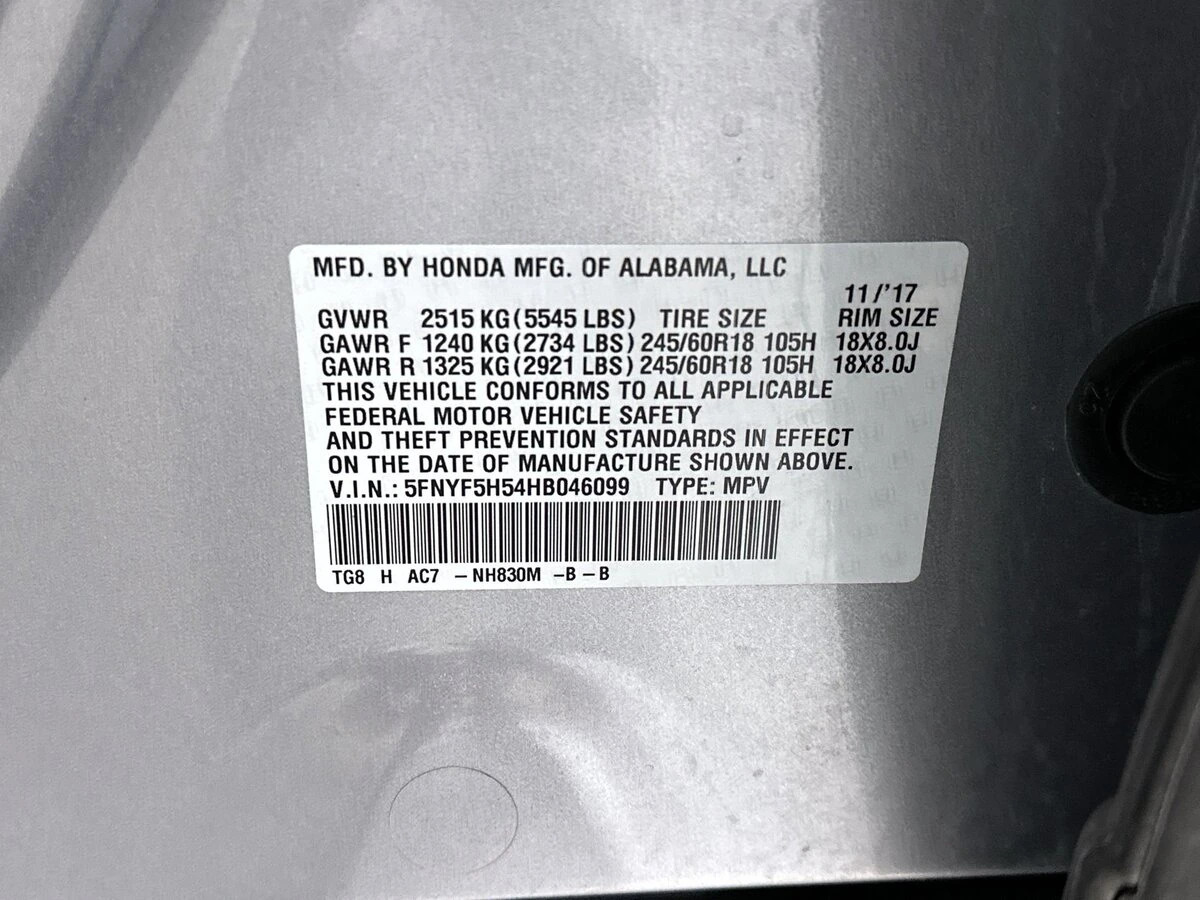 MFD. BY HONDA MFG. OF ALABAMA, LLC
11/'17
GVWR 2515 KG (5545 LBS) TIRE SIZE RIM SIZE
GAWR F 1240 KG (2734 LBS) 245/60R18 105H 18X8.0J
GAWR R 1325 KG (2921 LBS) 245/60R18 105H 18X8.0J
THIS VEHICLE CONFORMS TO ALL APPLICABLE
FEDERAL MOTOR VEHICLE SAFETY
AND THEFT PREVENTION STANDARDS IN EFFECT
ON THE DATE OF MANUFACTURE SHOWN ABOVE.
V.I.N.: 5FNYF5H54HB046099 TYPE: MPV
TG8 H AC7 – NH830M –B – B